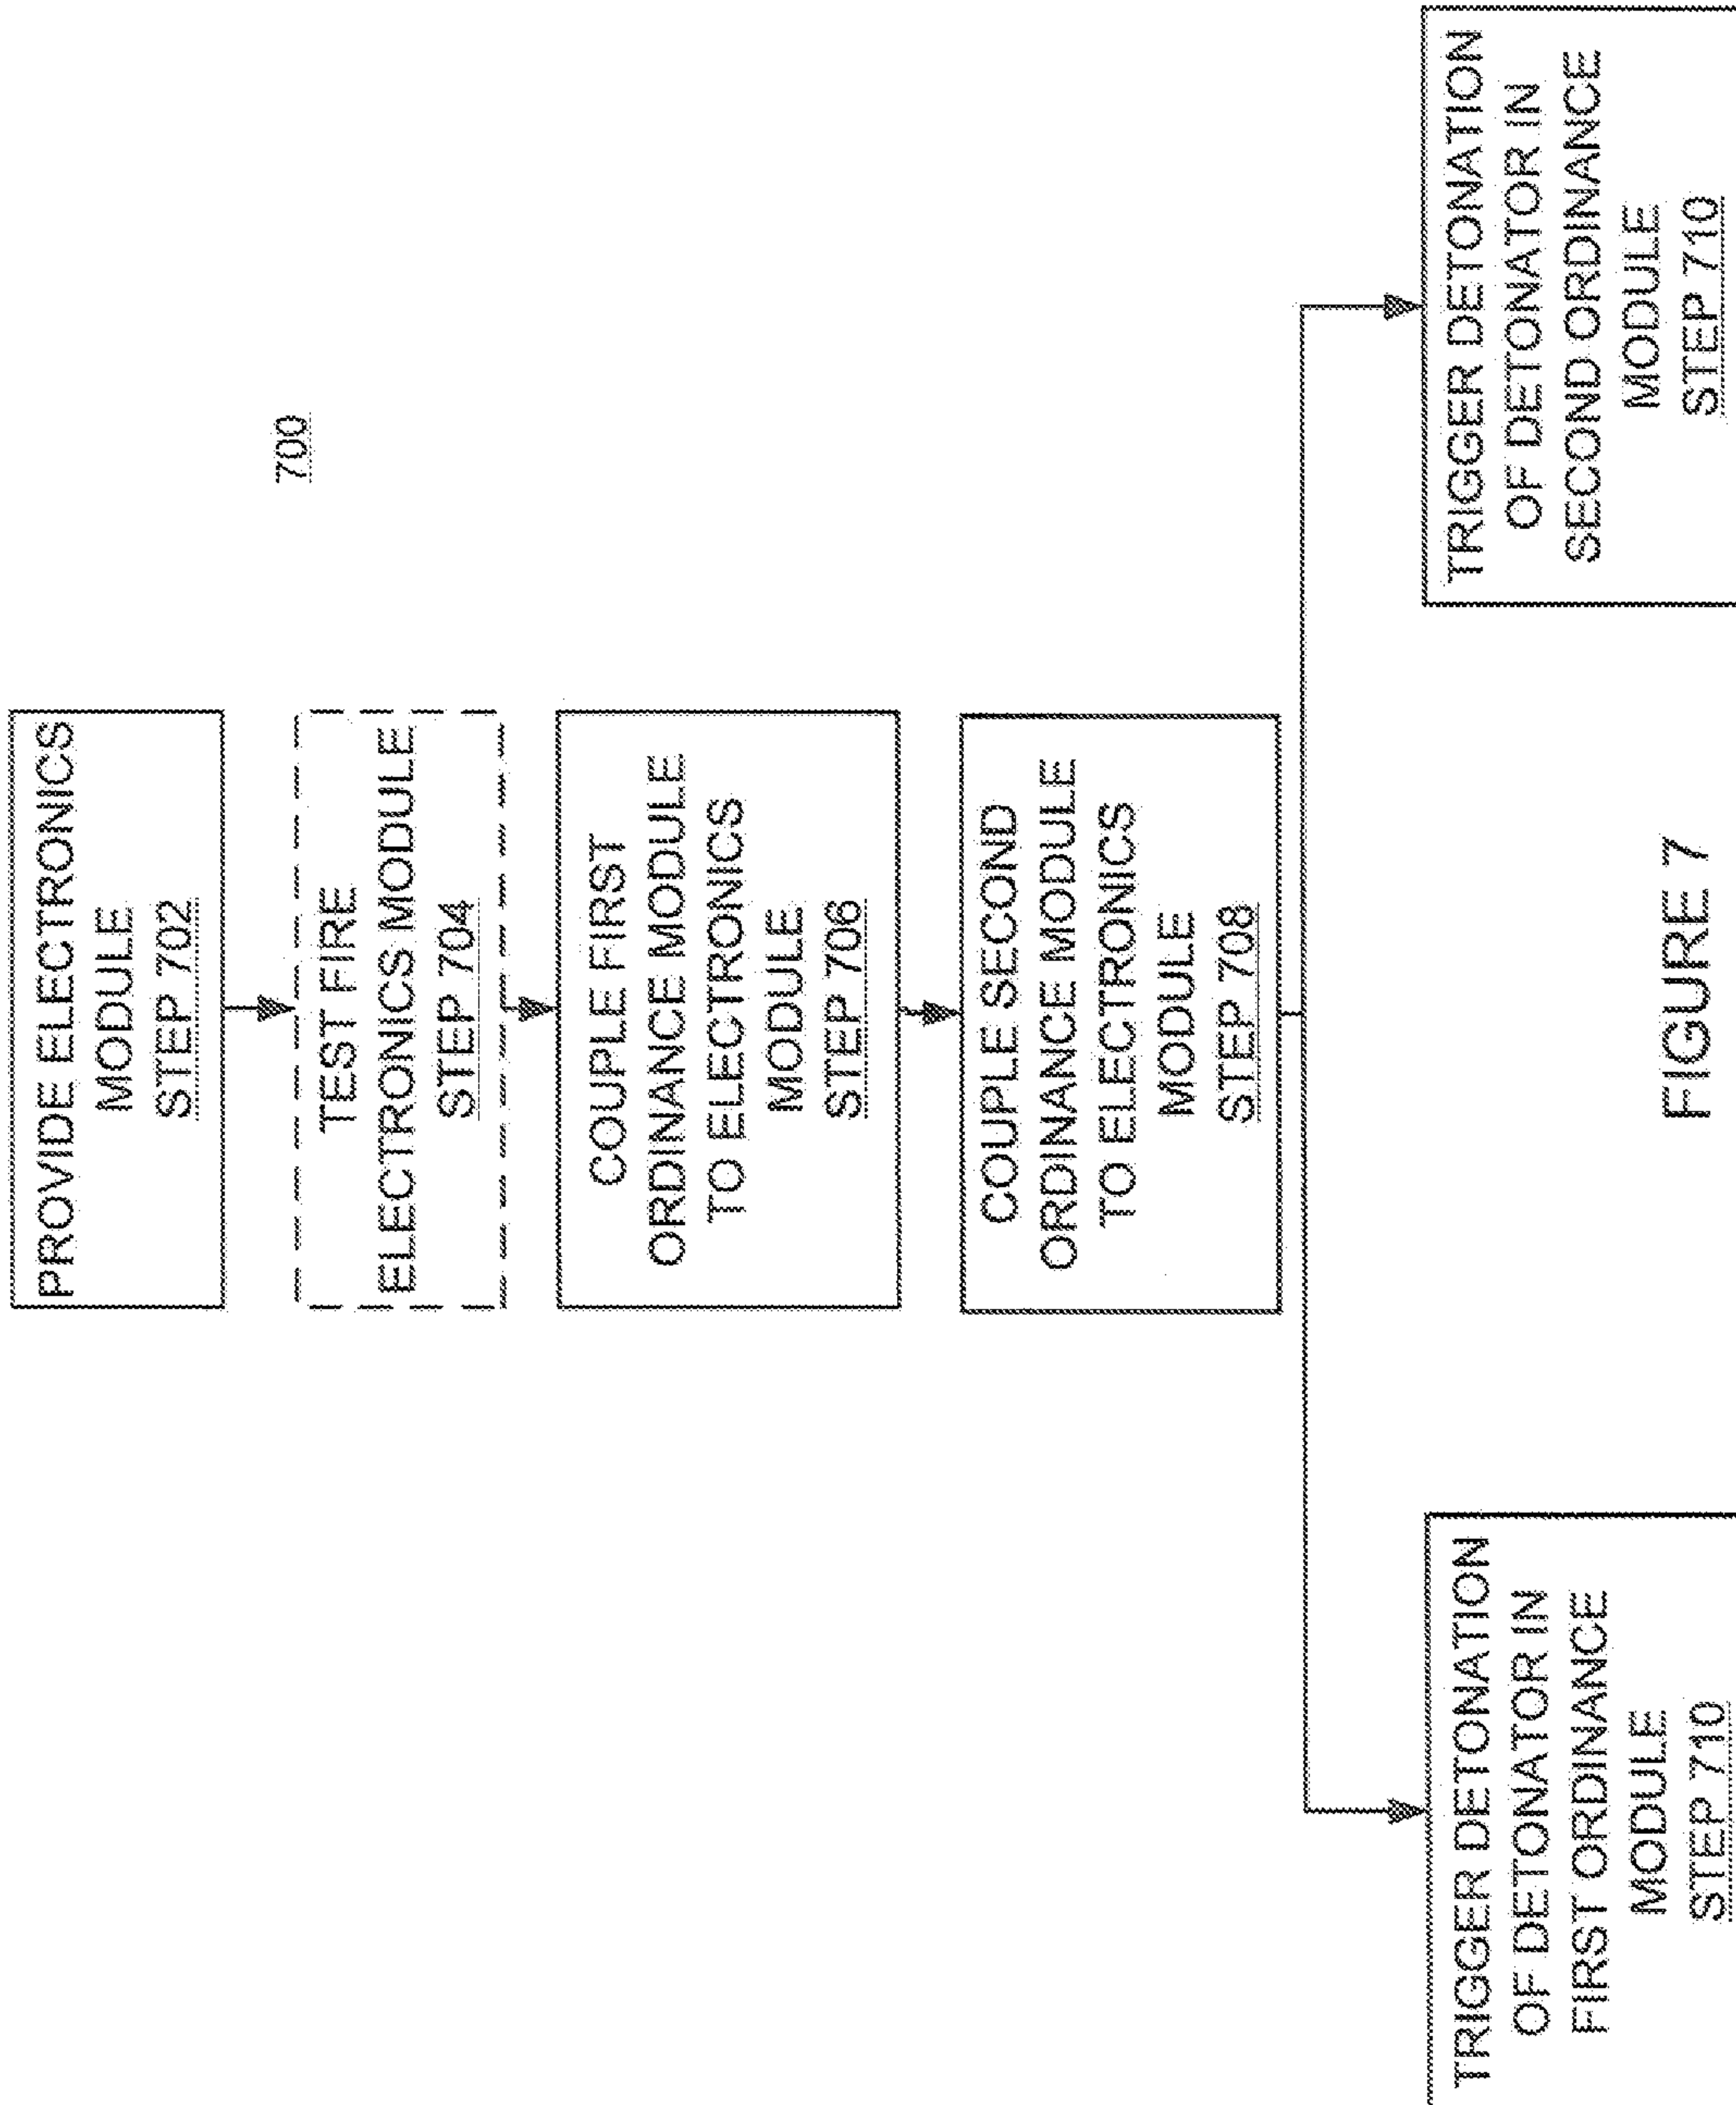 700
PROVIDE ELECTRONICS
MODULE
STEP 702
TEST FIRE
ELECTRONICS MODULE
STEP 704
COUPLE FIRST
ORDINANCE MODULE
TO ELECTRONICS
MODULE
STEP 706
COUPLE SECOND
ORDINANCE MODULE
TO ELECTRONICS
MODULE
STEP 708
TRIGGER DETONATION
OF DETONATOR IN
FIRST ORDINANCE
MODULE
STEP 710
TRIGGER DETONATION
OF DETONATOR IN
SECOND ORDINANCE
MODULE
STEP 710
FIGURE 7